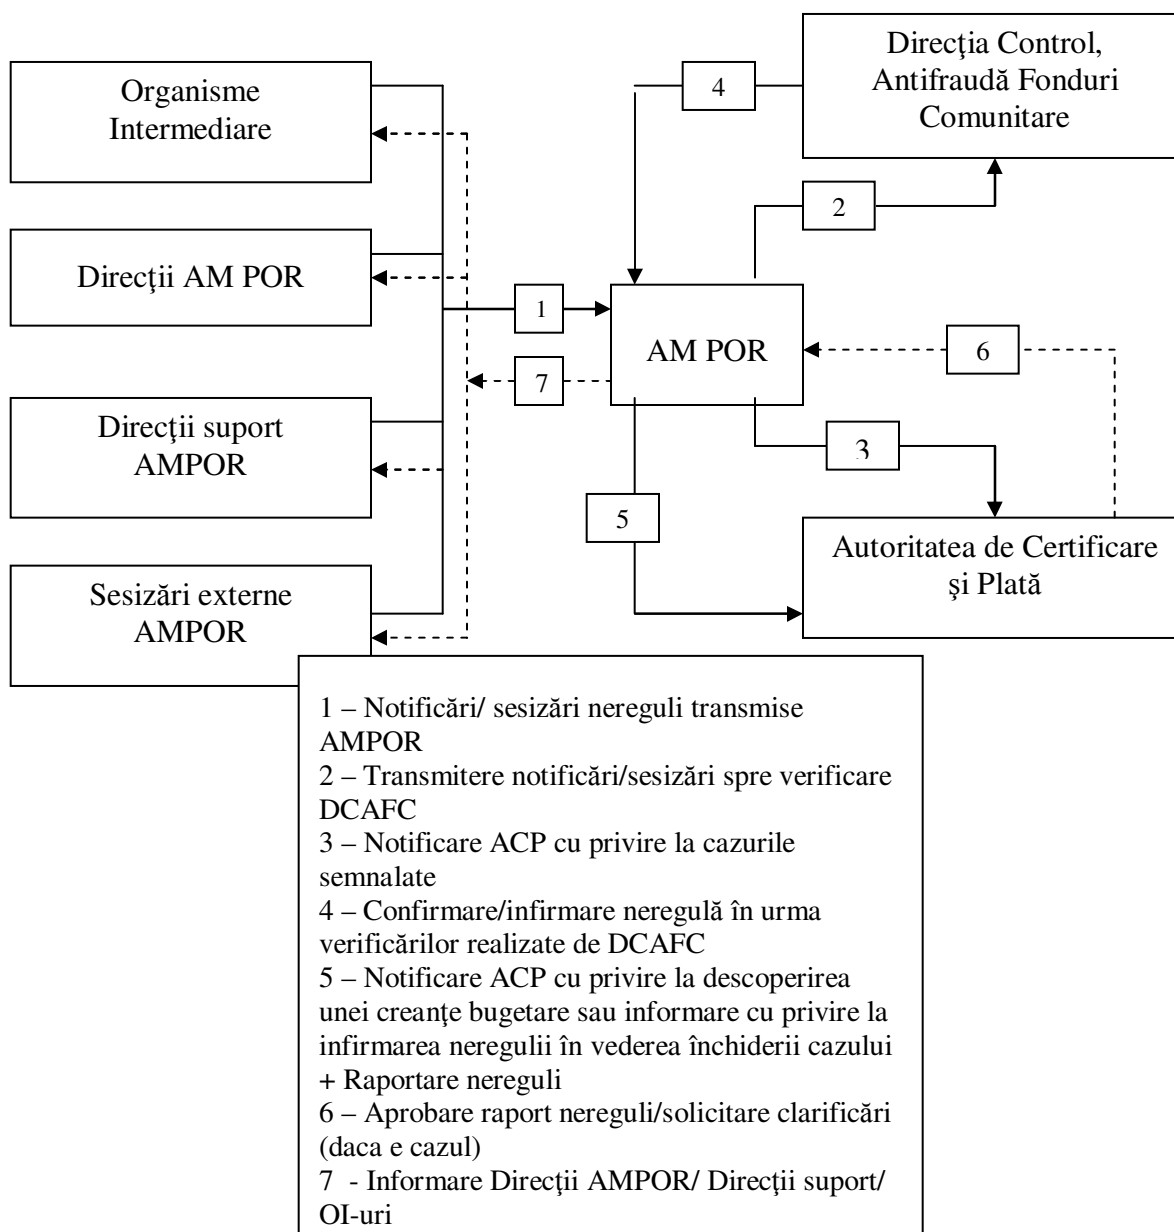 Organisme
Intermediare
Direcţii AM POR
Direcţii suport
AMPOR
Sesizări externe
AMPOR
4
Direcţia Control,
Antifraudă Fonduri
Comunitare
2
1
AM POR
6
7
3
5
Autoritatea de Certificare
şi Plată
1 – Notificări/ sesizări nereguli transmise
AMPOR
2 – Transmitere notificări/sesizări spre verificare
DCAFC
3 – Notificare ACP cu privire la cazurile
semnalate
4 – Confirmare/infirmare neregulă în urma
verificărilor realizate de DCAFC
5 – Notificare ACP cu privire la descoperirea
unei creanţe bugetare sau informare cu privire la
infirmarea neregulii în vederea închiderii cazului
+ Raportare nereguli
6 – Aprobare raport nereguli/solicitare clarificări
(daca e cazul)
7 - Informare Direcţii AMPOR/ Direcţii suport/
OI-uri